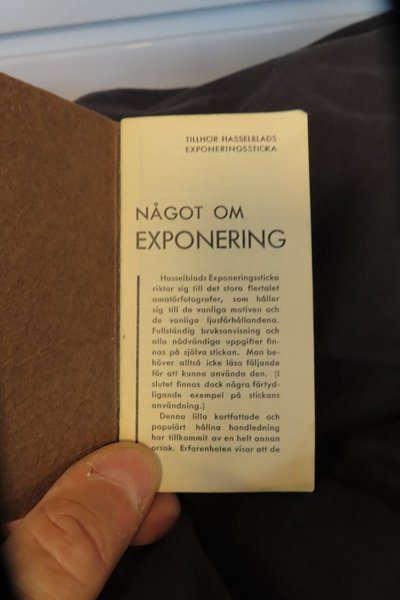 TILLHÖR HASSELBLADS
EXPONERINGSSTICKA
NÅGOT OM
EXPONERING
Hasselblads Exponeringssticka
riktar sig till det stora flertalet
amatörfotografer, som håller
sig till de vanliga motiven och
de vanliga ljusförhållandena.
Fullständig bruksanvisning och
alla nödvändiga uppgifter fin-
nas på själva stickan. Man be-
höver alltså icke läsa följande
för att kunna använda den. (I
slutet finnas dock några förtyd-
ligande exempel på stickans
användning.)
Denna lilla kortfattade och
populärt hållna handledning
har tillkommit av en helt annan
orsak. Erfarenheten visar att de